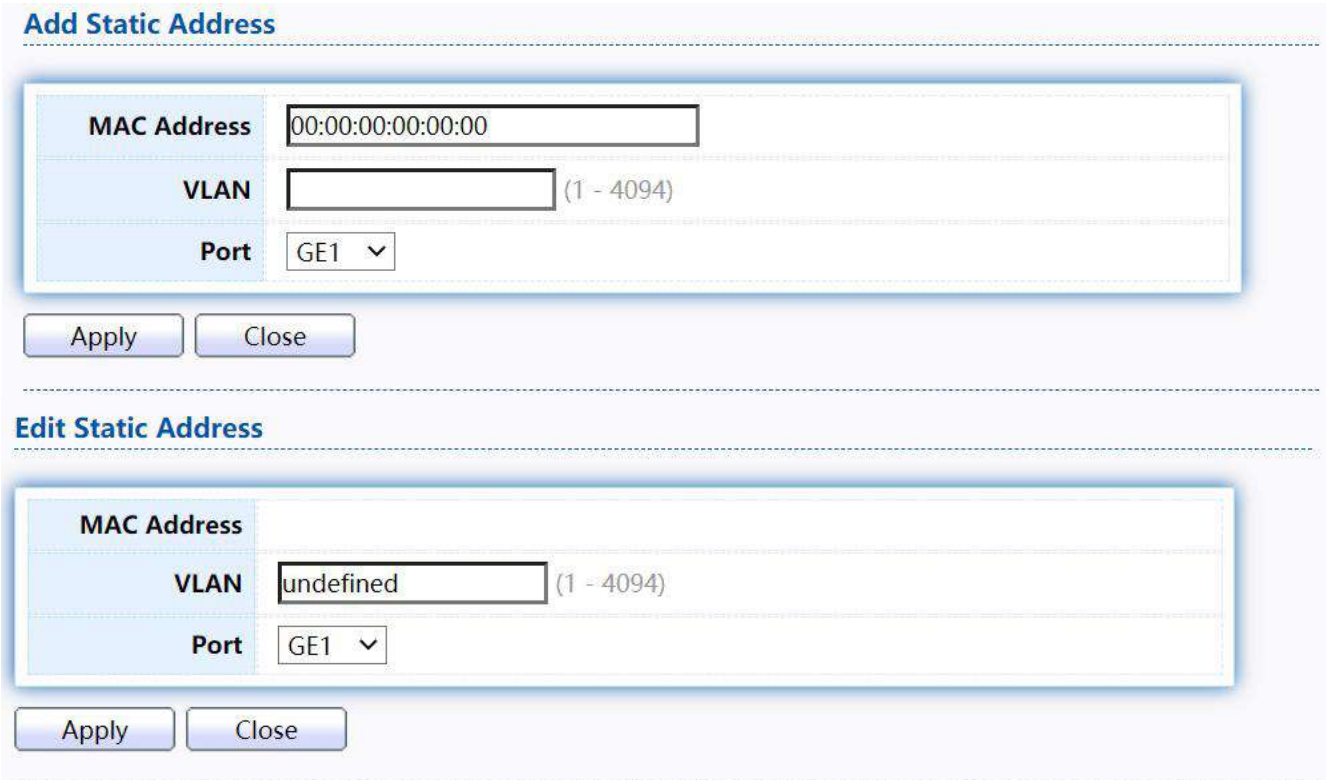 Add Static Address
MAC Address 00:00:00:00:00:00
VLAN (1 - 4094)
Port GE1
Apply Close
Edit Static Address
MAC Address
VLAN undefined (1 - 4094)
Port GE1
Apply Close